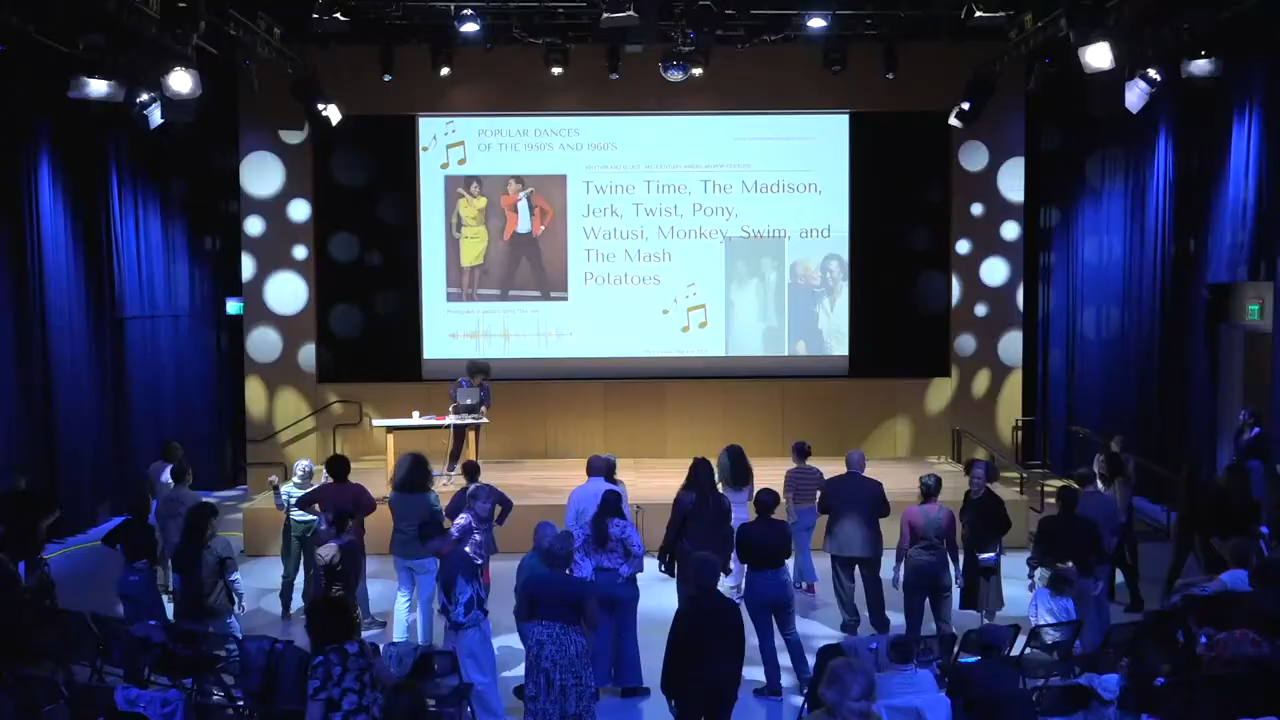 POPULAR DANCES
OF THE 1950'S AND 1960'S
Twine Time, The Madison,
Jerk, Twist, Pony,
Watusi, Monkey, Swim, and
The Mash
Potatoes